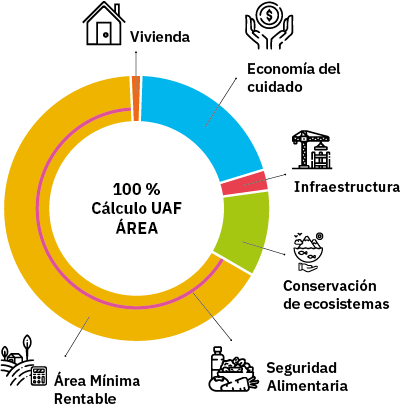 Vivienda
Economía del
cuidado
Infraestructura
100 %
Cálculo UAF
ÁREA
Conservación
de ecosistemas
Seguridad
Alimentaria
Área Mínima
Rentable